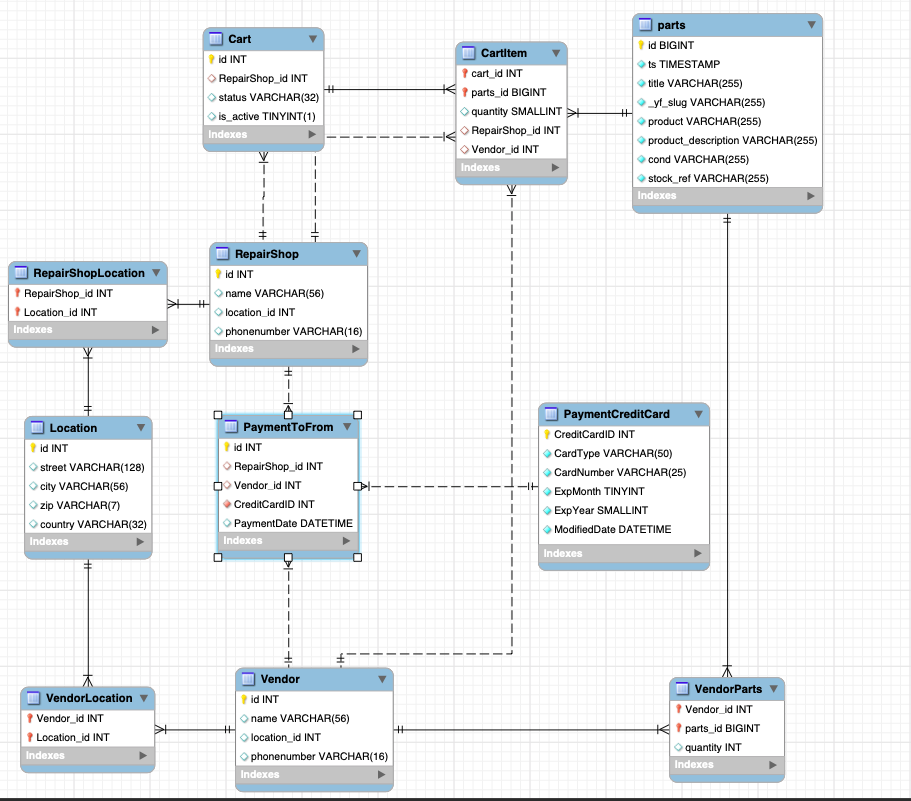 Cart
id INT
RepairShop_id INT
status VARCHAR(32)
is_active TINYINT(1)
Indexes
CartItem
cart_id INT
parts_id BIGINT
quantity SMALLINT
RepairShop_id INT
Vendor_id INT
Indexes
parts
id BIGINT
ts TIMESTAMP
title VARCHAR(255)
_yf_slug VARCHAR(255)
product VARCHAR(255)
product_description VARCHAR(255)
cond VARCHAR(255)
stock_ref VARCHAR(255)
Indexes
RepairShopLocation
RepairShop_id INT
Location_id INT
Indexes
RepairShop
id INT
name VARCHAR(56)
location_id INT
phonenumber VARCHAR(16)
Indexes
Location
id INT
street VARCHAR(128)
city VARCHAR(56)
zip VARCHAR(7)
country VARCHAR(32)
Indexes
PaymentToFrom
id INT
RepairShop_id INT
Vendor_id INT
CreditCardID INT
PaymentDate DATETIME
Indexes
PaymentCreditCard
CreditCardID INT
CardType VARCHAR(50)
CardNumber VARCHAR(25)
ExpMonth TINYINT
ExpYear SMALLINT
ModifiedDate DATETIME
Indexes
VendorLocation
Vendor_id INT
Location_id INT
Indexes
Vendor
id INT
name VARCHAR(56)
location_id INT
phonenumber VARCHAR(16)
Indexes
VendorParts
Vendor_id INT
parts_id BIGINT
quantity INT
Indexes